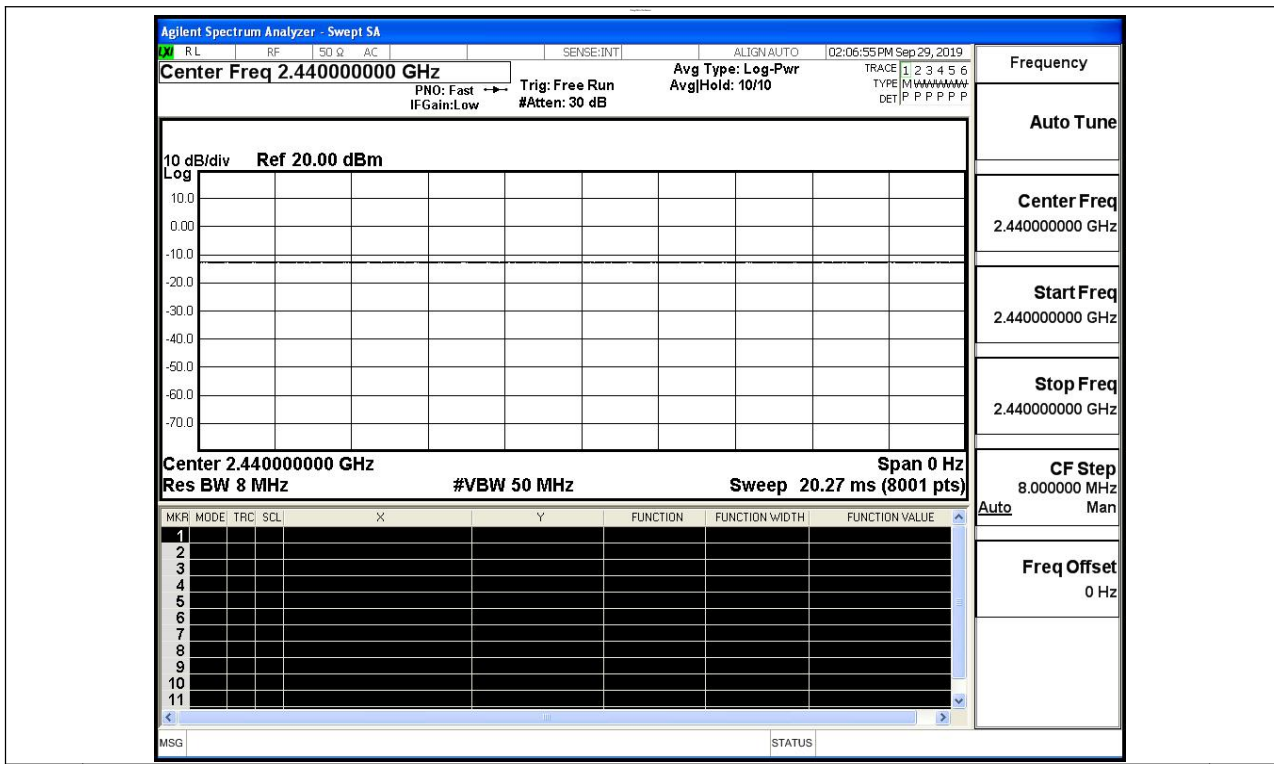 Agilent Spectrum Analyzer - Swept SA
LXI RL RF 50 Ω AC SENSE:INT ALIGN AUTO 02:06:55 PM Sep 29, 2019
Center Freq 2.440000000 GHz
PNO: Fast
IFGain:Low
Trig: Free Run
#Atten: 30 dB
Avg Type: Log-Pwr
Avg|Hold: 10/10
TRACE 1 2 3 4 5 6
TYPE M WWWWW
DET P P P P P P
10 dB/div Ref 20.00 dBm
Log
10.0
0.00
-10.0
-20.0
-30.0
-40.0
-50.0
-60.0
-70.0
Center 2.440000000 GHz Span 0 Hz
Res BW 8 MHz #VBW 50 MHz Sweep 20.27 ms (8001 pts)
MKR MODE TRC SCL X Y FUNCTION FUNCTION WIDTH FUNCTION VALUE
1
2
3
4
5
6
7
8
9
10
11
MSG STATUS
Frequency
Auto Tune
Center Freq
2.440000000 GHz
Start Freq
2.440000000 GHz
Stop Freq
2.440000000 GHz
CF Step
8.000000 MHz
Auto Man
Freq Offset
0 Hz